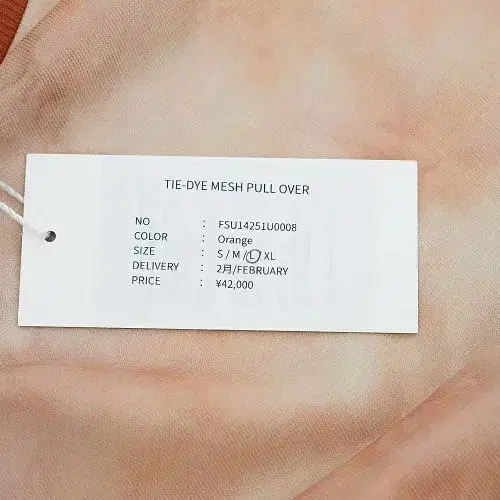 TIE-DYE MESH PULL OVER
NO : FSU14251U0008
COLOR : Orange
SIZE : S / M / L / XL
DELIVERY : 2月/FEBRUARY
PRICE : ¥42,000